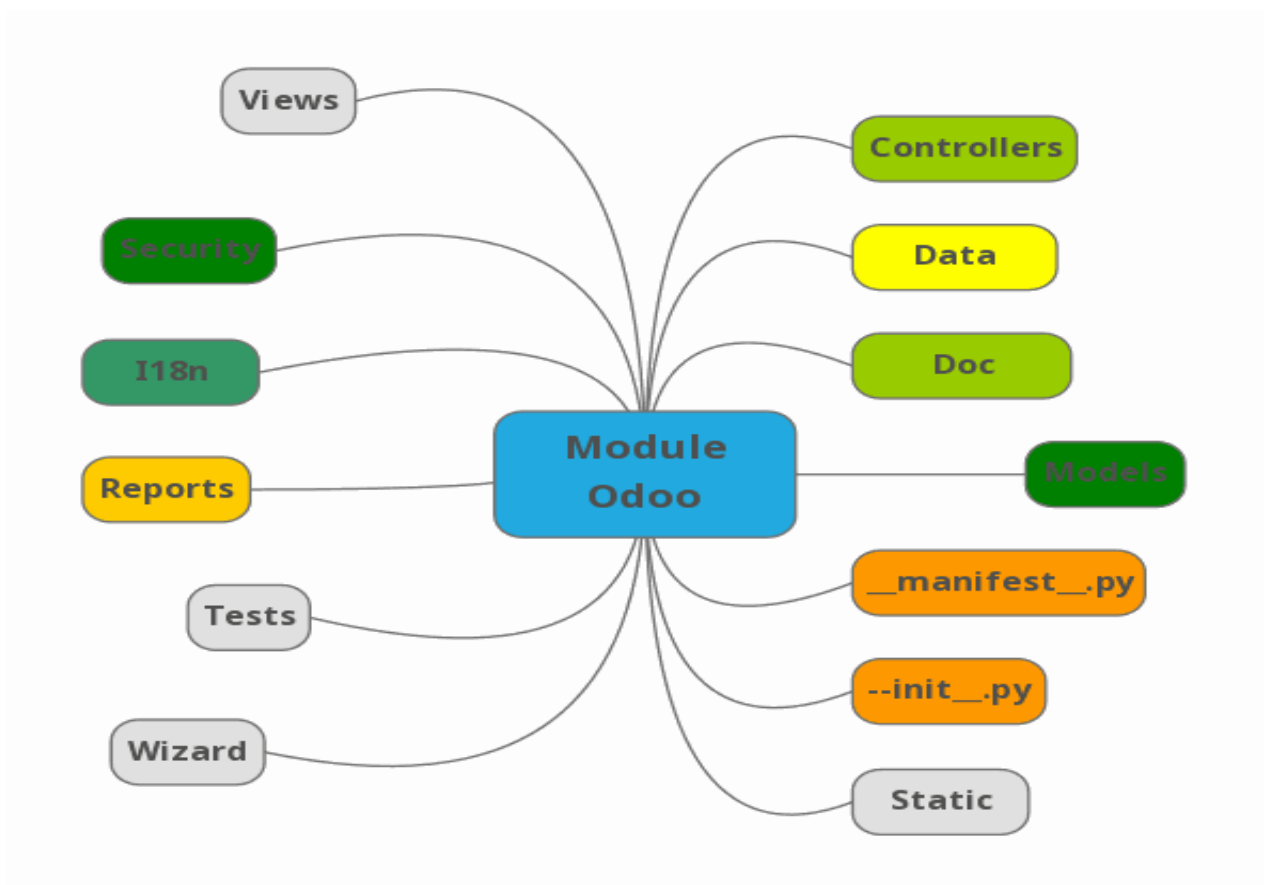 Views
Controllers
Security
Data
I18n
Doc
Module
Odoo
Models
Reports
__manifest__.py
Tests
--init__.py
Wizard
Static